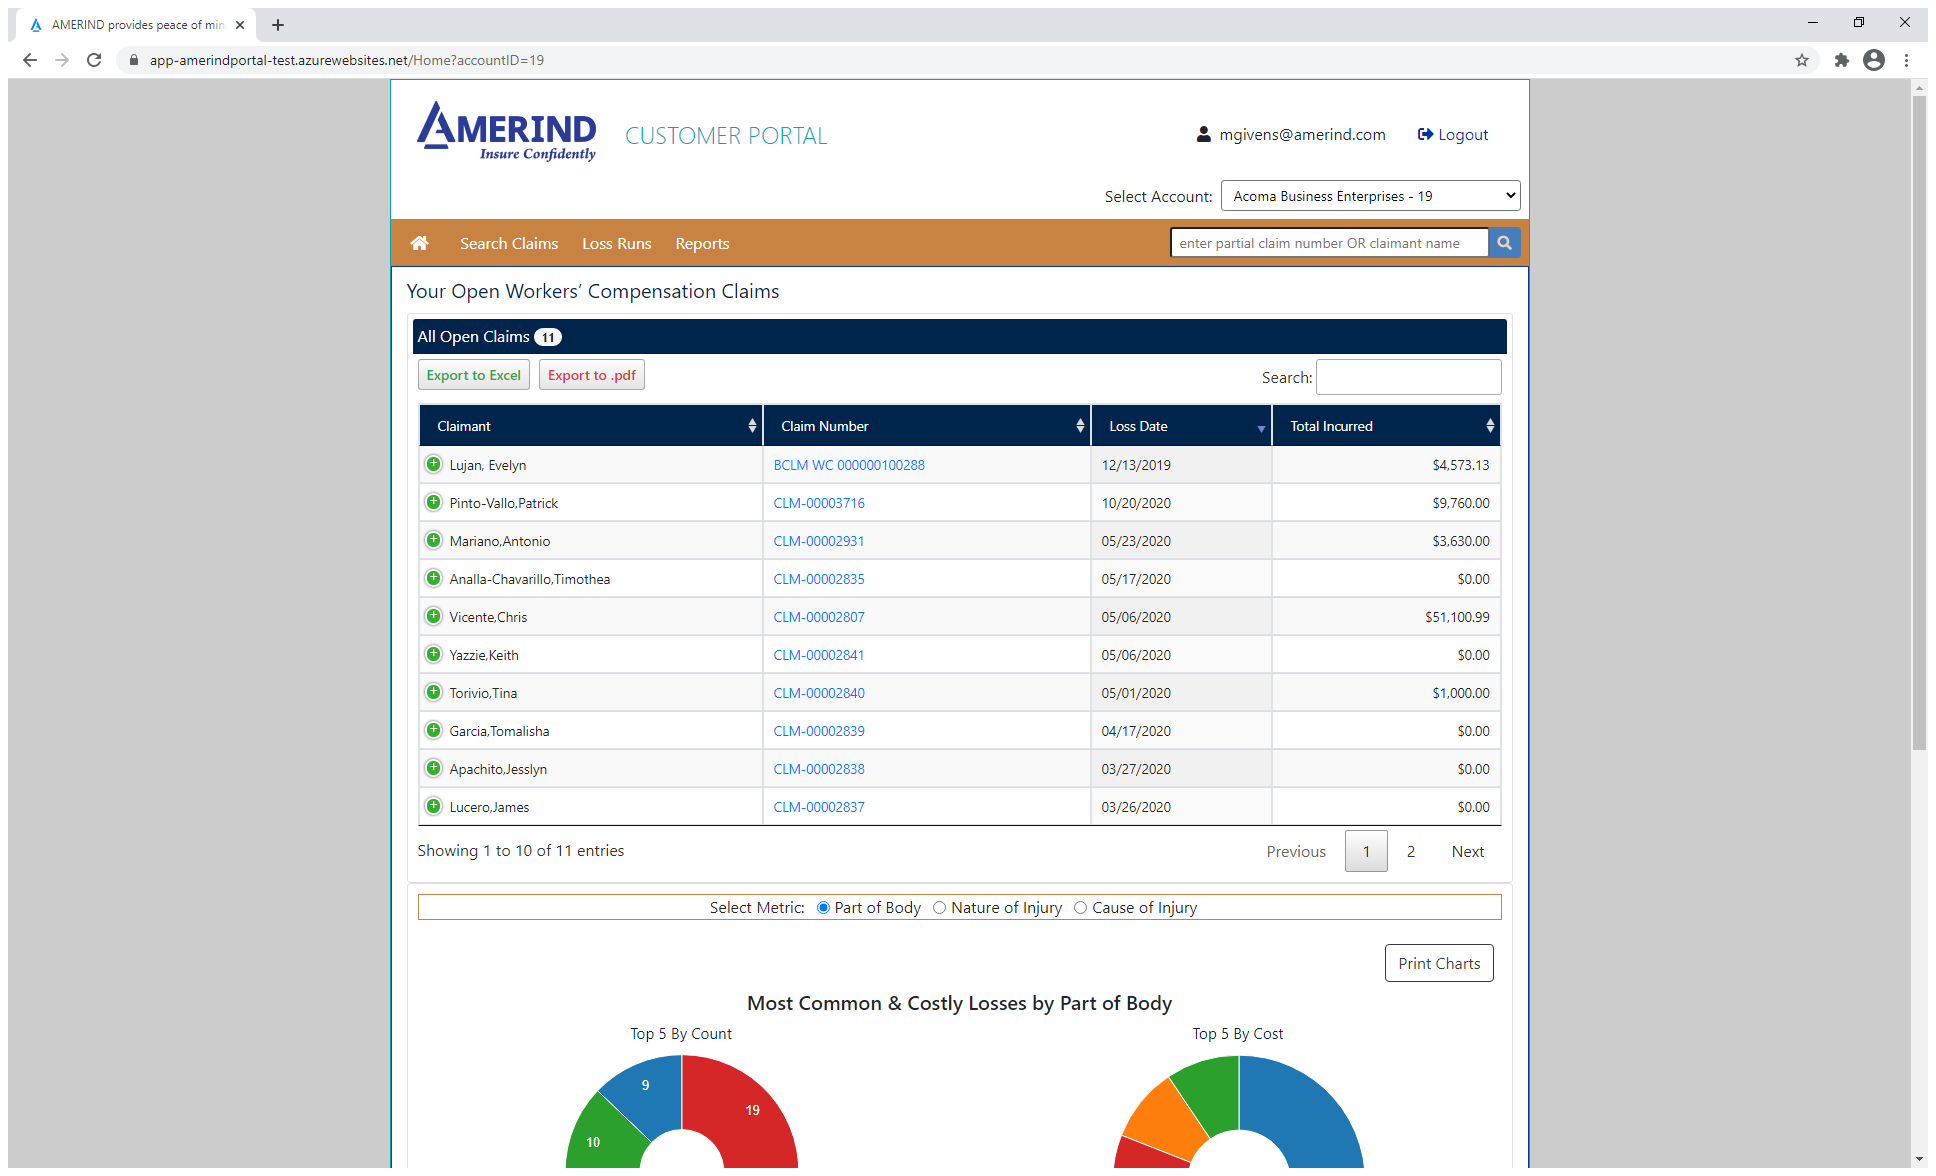 AMERIND provides peace of min
app-amerindportal-test.azurewebsites.net/Home?accountID=19
AMERIND
Insure Confidently
CUSTOMER PORTAL
mgivens@amerind.com
Logout
Select Account: Acoma Business Enterprises - 19
Search Claims Loss Runs Reports enter partial claim number OR claimant name
Your Open Workers’ Compensation Claims
All Open Claims 11
Export to Excel Export to .pdf Search:
Claimant Claim Number Loss Date Total Incurred
Lujan, Evelyn BCLM WC 000000100288 12/13/2019 $4,573.13
Pinto-Vallo,Patrick CLM-00003716 10/20/2020 $9,760.00
Mariano,Antonio CLM-00002931 05/23/2020 $3,630.00
Analla-Chavarillo,Timothea CLM-00002835 05/17/2020 $0.00
Vicente,Chris CLM-00002807 05/06/2020 $51,100.99
Yazzie,Keith CLM-00002841 05/06/2020 $0.00
Torivio,Tina CLM-00002840 05/01/2020 $1,000.00
Garcia,Tomalisha CLM-00002839 04/17/2020 $0.00
Apachito,Jesslyn CLM-00002838 03/27/2020 $0.00
Lucero,James CLM-00002837 03/26/2020 $0.00
Showing 1 to 10 of 11 entries Previous 1 2 Next
Select Metric: Part of Body Nature of Injury Cause of Injury
Print Charts
Most Common & Costly Losses by Part of Body
Top 5 By Count Top 5 By Cost
9
19
10